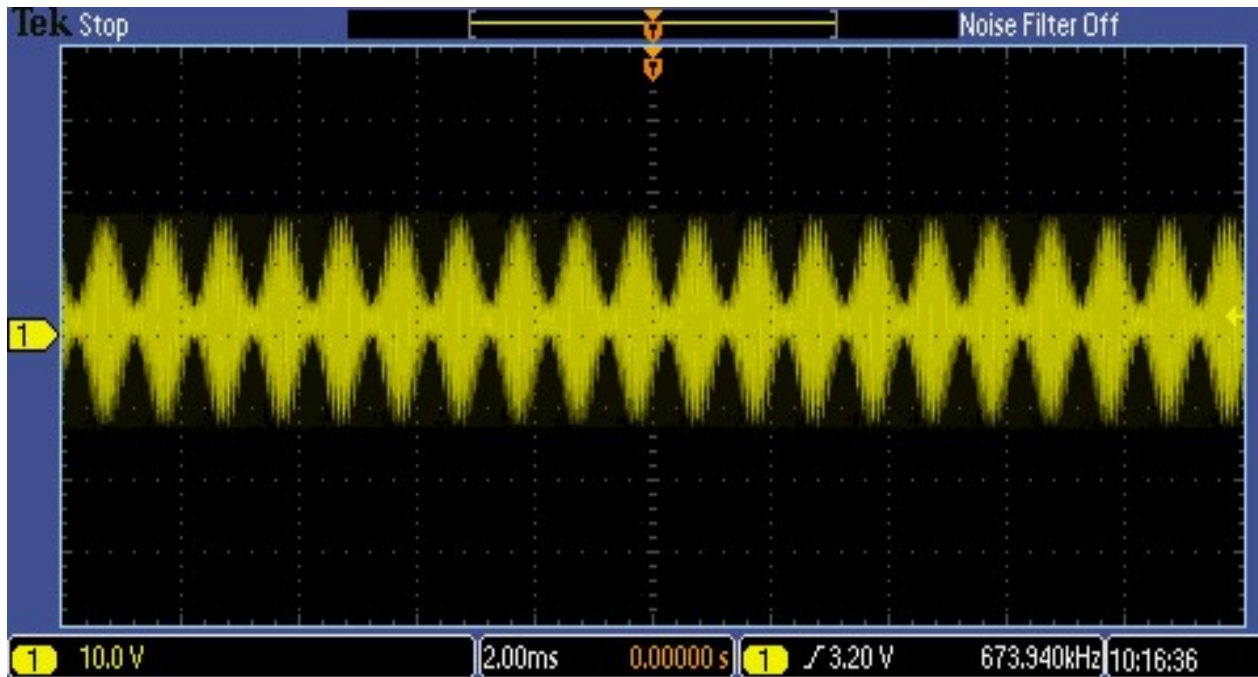 Tek Stop Noise Filter Off
T
T
1
1 10.0 V 2.00ms 0.00000 s 1 / 3.20 V 673.940kHz 10:16:36